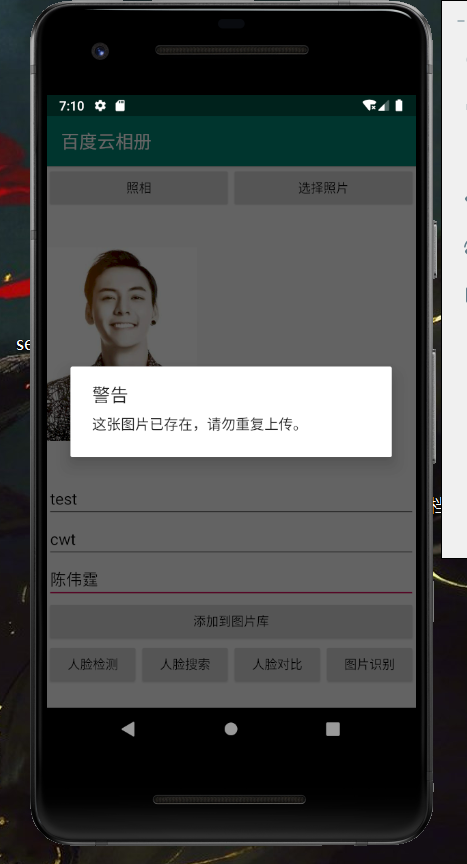 7:10
百度云相册
照相 选择照片
se
警告
这张图片已存在，请勿重复上传。
test
cwt
陈伟霆
添加到图片库
人脸检测 人脸搜索 人脸对比 图片识别